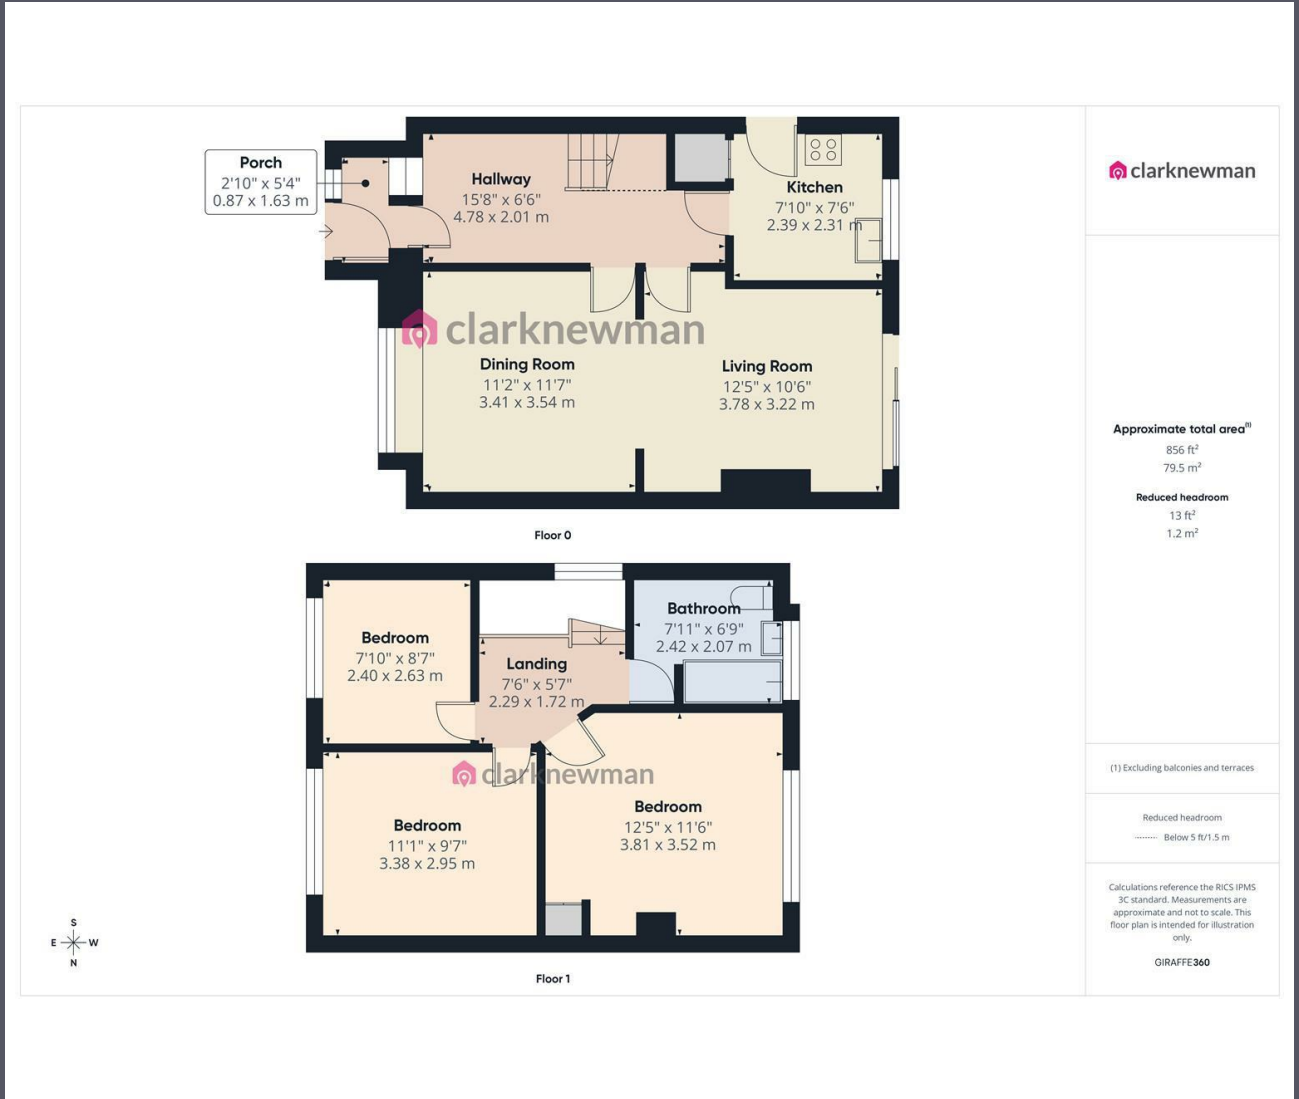 Porch
2'10" x 5'4"
0.87 x 1.63 m
Hallway
15'8" x 6'6"
4.78 x 2.01 m
Kitchen
7'10" x 7'6"
2.39 x 2.31 m
clarknewman
Dining Room
11'2" x 11'7"
3.41 x 3.54 m
Living Room
12'5" x 10'6"
3.78 x 3.22 m
Floor 0
Bedroom
7'10" x 8'7"
2.40 x 2.63 m
Landing
7'6" x 5'7"
2.29 x 1.72 m
Bathroom
7'11" x 6'9"
2.42 x 2.07 m
clarknewman
Bedroom
11'1" x 9'7"
3.38 x 2.95 m
Bedroom
12'5" x 11'6"
3.81 x 3.52 m
Floor 1
S
E W
N
clarknewman
Approximate total area(1)
856 ft²
79.5 m²
Reduced headroom
13 ft²
1.2 m²
(1) Excluding balconies and terraces
Reduced headroom
Below 5 ft/1.5 m
Calculations reference the RICS IPMS
3C standard. Measurements are
approximate and not to scale. This
floor plan is intended for illustration
only.
GIRAFFE360